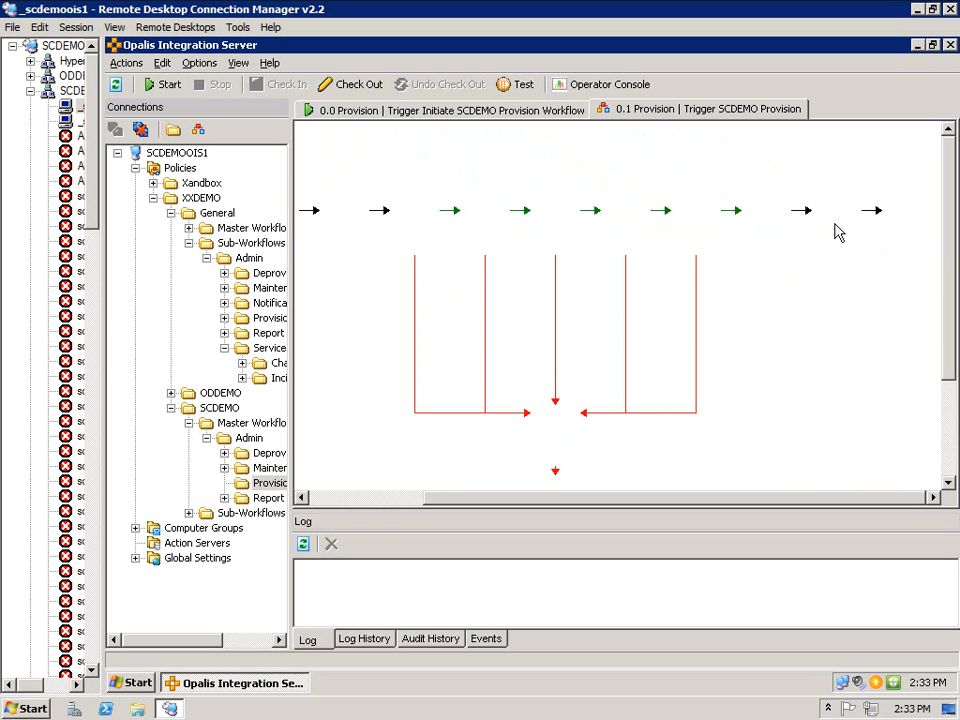 _scdemoois1 - Remote Desktop Connection Manager v2.2
File Edit Session View Remote Desktops Tools Help
SCDEMO
Hyper
ODD
SCDE
Opalis Integration Server
Actions Edit Options View Help
Start Stop Check In Check Out Undo Check Out Test Operator Console
Connections
0.0 Provision | Trigger Initiate SCDEMO Provision Workflow
0.1 Provision | Trigger SCDEMO Provision
SCDEMOOIS1
Policies
Xandbox
XXDEMO
General
Master Workflo
Sub-Workflows
Admin
Deprov
Mainter
Notifica
Provisio
Report
Service
Cha
Inci
ODDEMO
SCDEMO
Master Workflo
Admin
Deprov
Mainter
Provisio
Report
Sub-Workflows
Computer Groups
Action Servers
Global Settings
Log
Log Log History Audit History Events
Start Opalis Integration Se... 2:33 PM
Start 2:33 PM